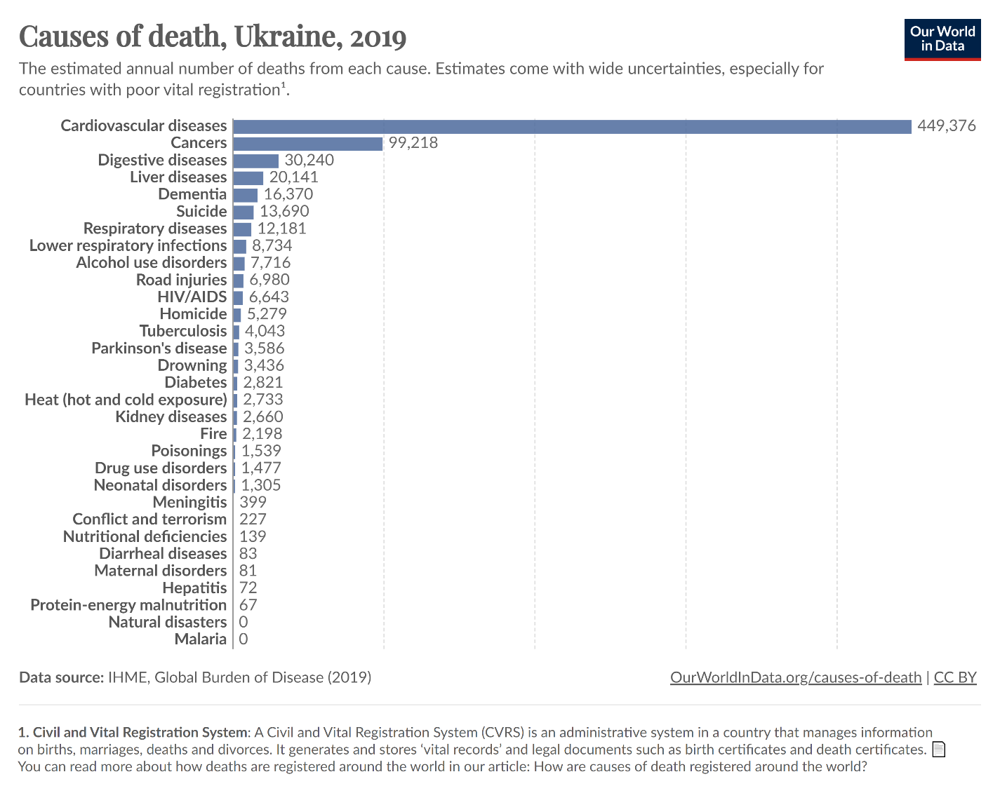 Causes of death, Ukraine, 2019
Our World
in Data
The estimated annual number of deaths from each cause. Estimates come with wide uncertainties, especially for
countries with poor vital registration¹.
Cardiovascular diseases 449,376
Cancers 99,218
Digestive diseases 30,240
Liver diseases 20,141
Dementia 16,370
Suicide 13,690
Respiratory diseases 12,181
Lower respiratory infections 8,734
Alcohol use disorders 7,716
Road injuries 6,980
HIV/AIDS 6,643
Homicide 5,279
Tuberculosis 4,043
Parkinson's disease 3,586
Drowning 3,436
Diabetes 2,821
Heat (hot and cold exposure) 2,733
Kidney diseases 2,660
Fire 2,198
Poisonings 1,539
Drug use disorders 1,477
Neonatal disorders 1,305
Meningitis 399
Conflict and terrorism 227
Nutritional deficiencies 139
Diarrheal diseases 83
Maternal disorders 81
Hepatitis 72
Protein-energy malnutrition 67
Natural disasters 0
Malaria 0
Data source: IHME, Global Burden of Disease (2019)
OurWorldInData.org/causes-of-death | CC BY
1. Civil and Vital Registration System: A Civil and Vital Registration System (CVRS) is an administrative system in a country that manages information
on births, marriages, deaths and divorces. It generates and stores ‘vital records’ and legal documents such as birth certificates and death certificates.
You can read more about how deaths are registered around the world in our article: How are causes of death registered around the world?